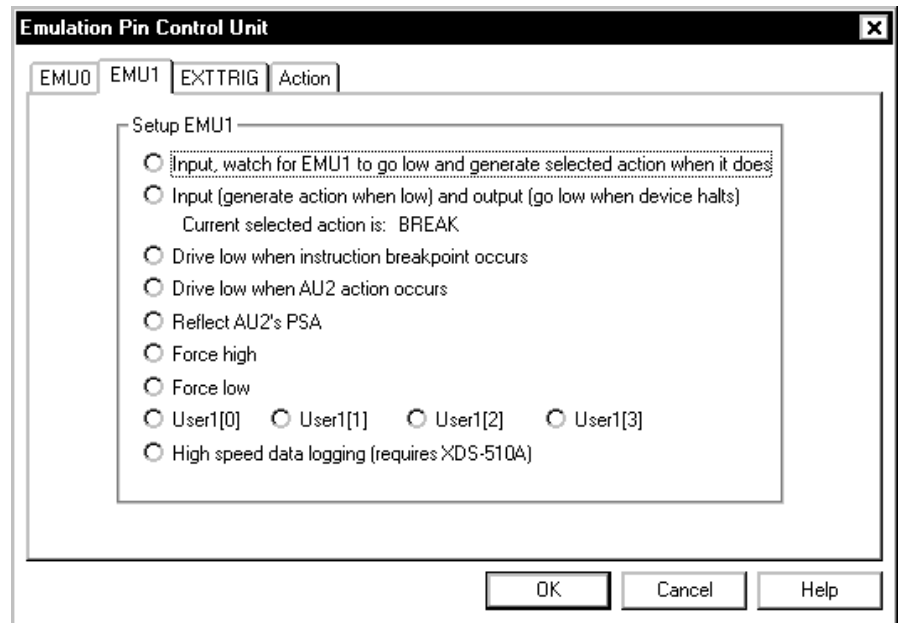 Emulation Pin Control Unit
EMU0 EMU1 EXTTRIG Action
Setup EMU1
Input, watch for EMU1 to go low and generate selected action when it does
Input (generate action when low) and output (go low when device halts)
Current selected action is: BREAK
Drive low when instruction breakpoint occurs
Drive low when AU2 action occurs
Reflect AU2's PSA
Force high
Force low
User1[0] User1[1] User1[2] User1[3]
High speed data logging (requires XDS-510A)
OK Cancel Help